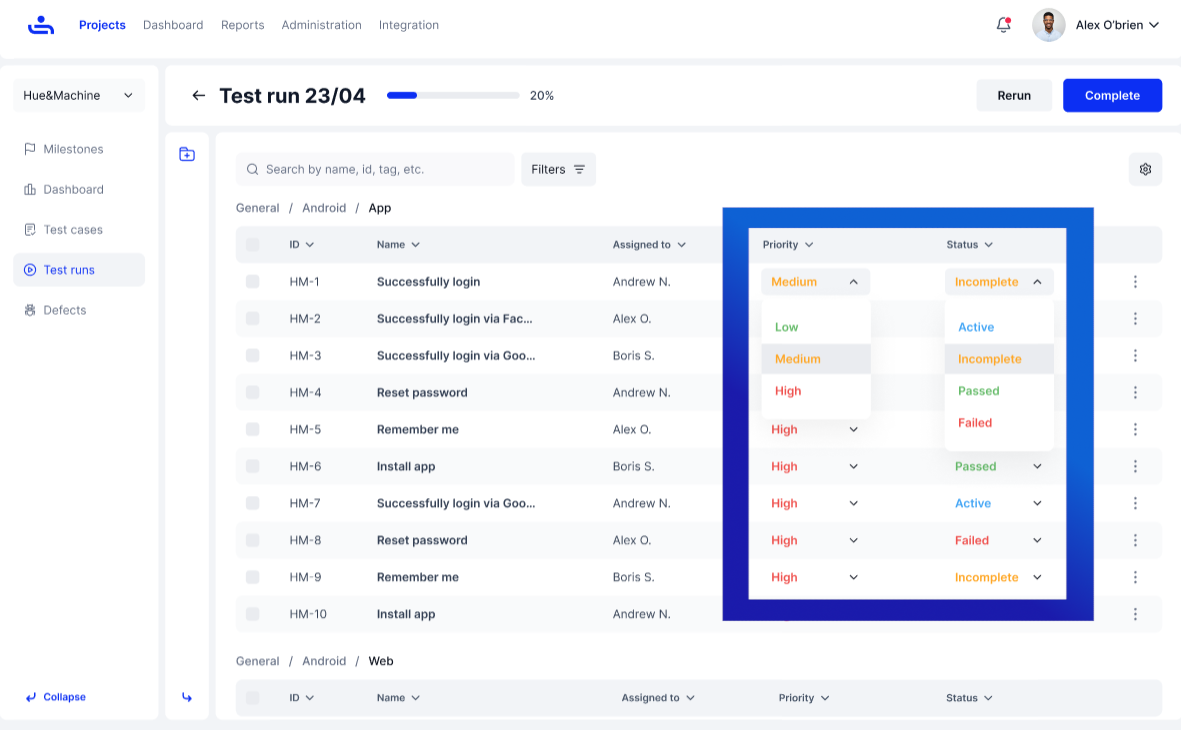 Projects Dashboard Reports Administration Integration Alex O'brien
Hue&Machine
Test run 23/04 20% Rerun Complete
Milestones
Dashboard
Test cases
Test runs
Defects
Collapse
Search by name, id, tag, etc. Filters
General / Android / App
ID Name Assigned to Priority Status
HM-1 Successfully login Andrew N. Medium Incomplete
HM-2 Successfully login via Fac... Alex O. Low Active
HM-3 Successfully login via Goo... Boris S. Medium Incomplete
HM-4 Reset password Andrew N. High Passed
Failed
HM-5 Remember me Alex O. High
HM-6 Install app Boris S. High Passed
HM-7 Successfully login via Goo... Andrew N. High Active
HM-8 Reset password Alex O. High Failed
HM-9 Remember me Boris S. High Incomplete
HM-10 Install app Andrew N.
General / Android / Web
ID Name Assigned to Priority Status